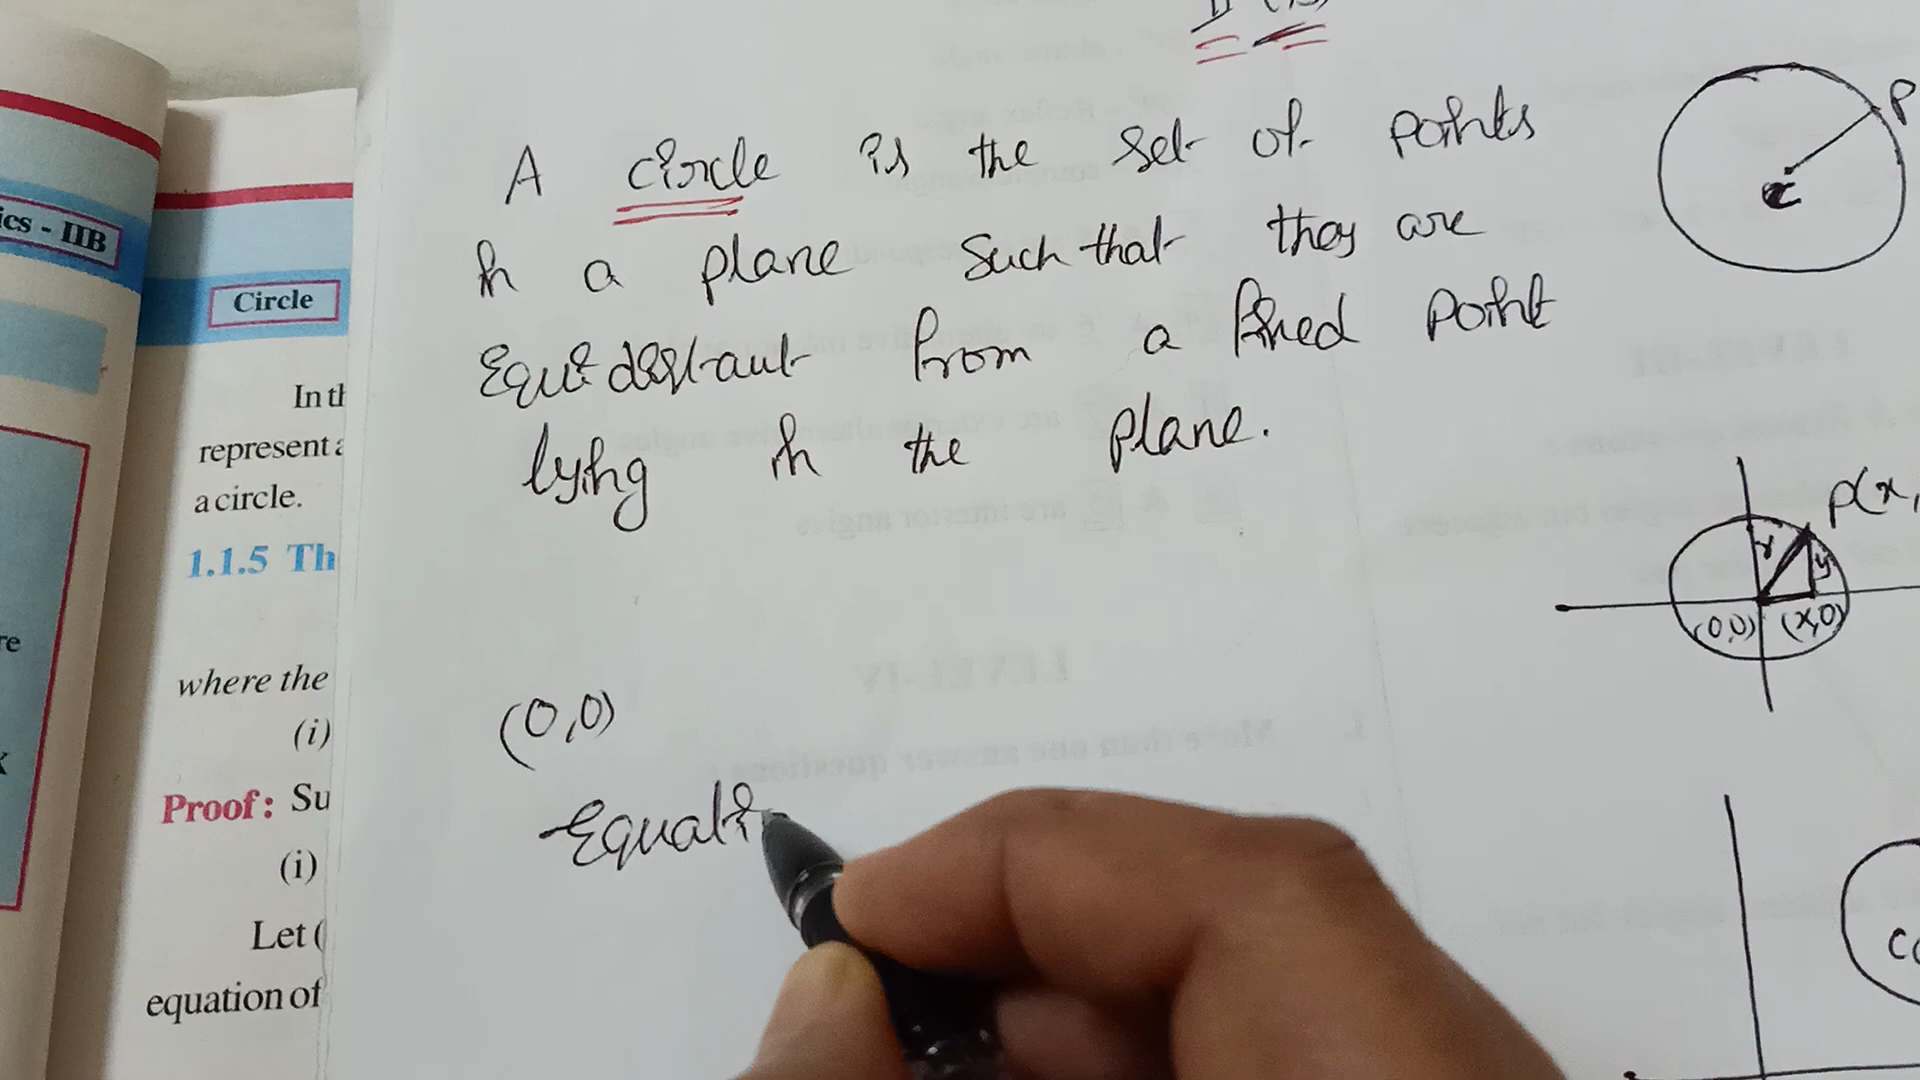 ics - IIB
re
Circle
In th
represent a
a circle.
1.1.5 Th
where the
(i)
Proof: Su
(i)
Let (
equation of
A circle is the set of points
in a plane such that they are
Equidistant from a fixed point
lying in the plane.
(0,0)
Equati
P
C
P(x,
r
y
(0,0) (x,0)
C(